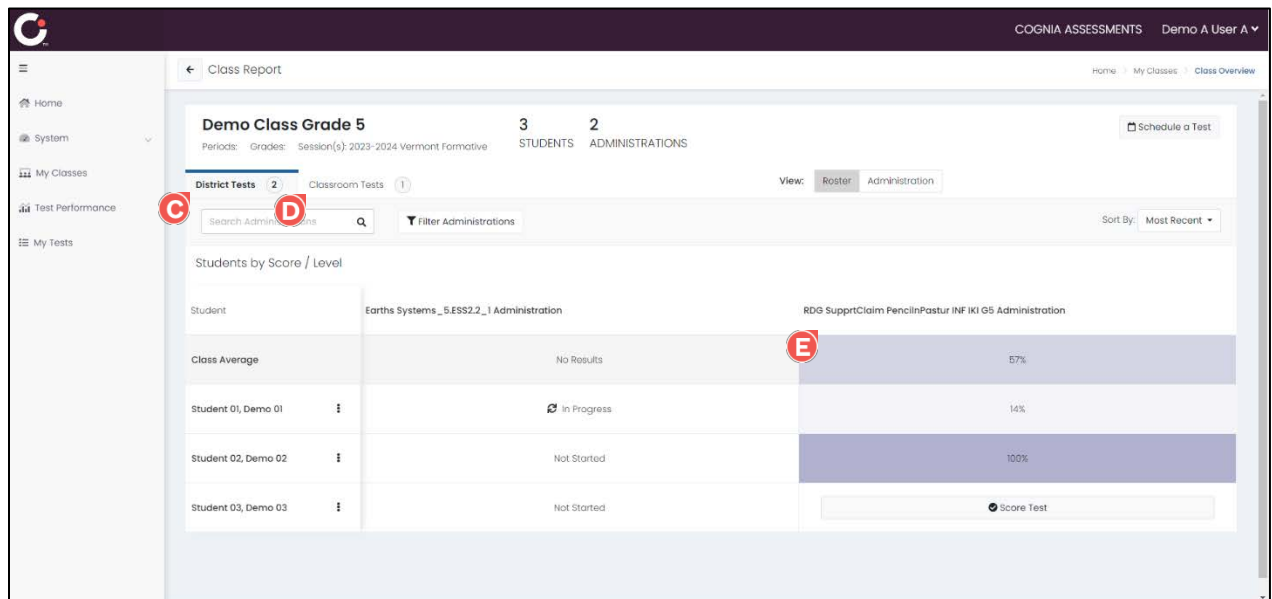 COGNIA ASSESSMENTS Demo A User A
Class Report
Home My Classes Class Overview
Home
System
My Classes
Test Performance
My Tests
Demo Class Grade 5
Periods: Grades: Session(s): 2023-2024 Vermont Formative
3 STUDENTS
2 ADMINISTRATIONS
Schedule a Test
District Tests 2
Classroom Tests 1
View: Roster Administration
C
D
Search Administrations
Filter Administrations
Sort By: Most Recent
Students by Score / Level
Student Earths Systems_5.ESS2.2_1 Administration RDG SupprtClaim PencilnPastur INF IKI G5 Administration
E
Class Average No Results 57%
Student 01, Demo 01 In Progress 14%
Student 02, Demo 02 Not Started 100%
Student 03, Demo 03 Not Started Score Test